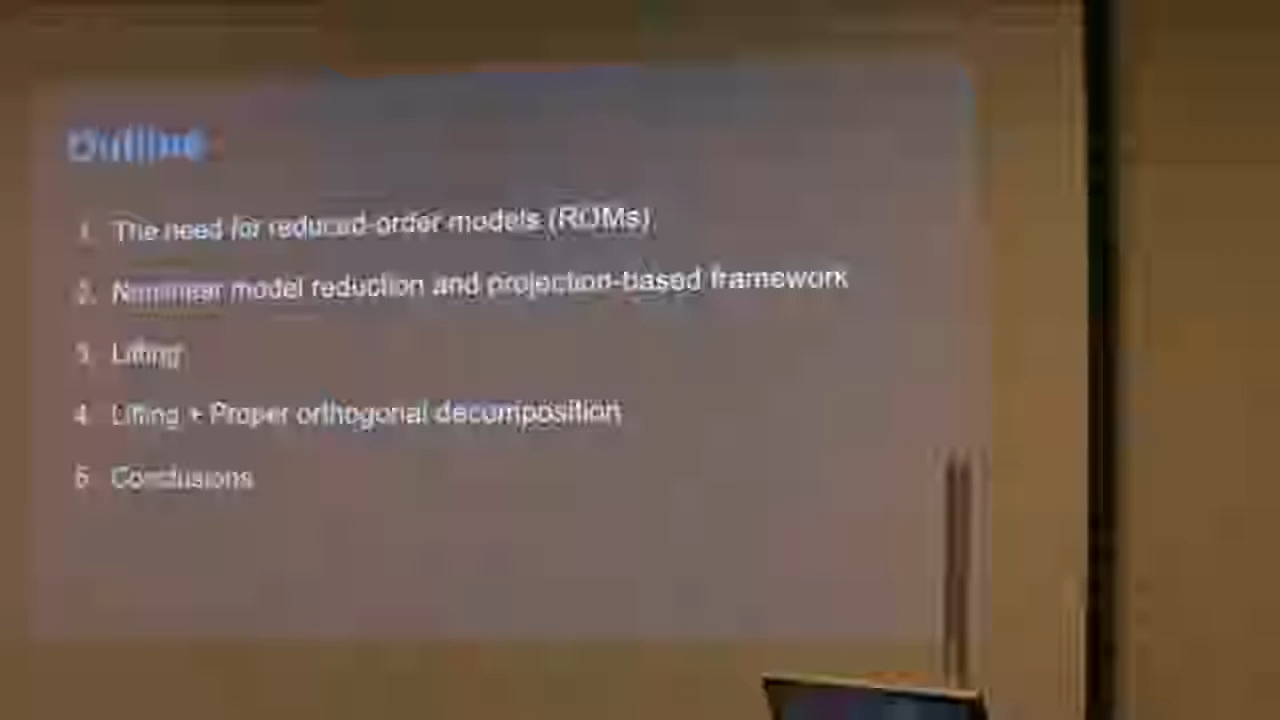 Outline
1. The need for reduced-order models (ROMs)
2. Nonlinear model reduction and projection-based framework
3. Lifting
4. Lifting + Proper orthogonal decomposition
5. Conclusions